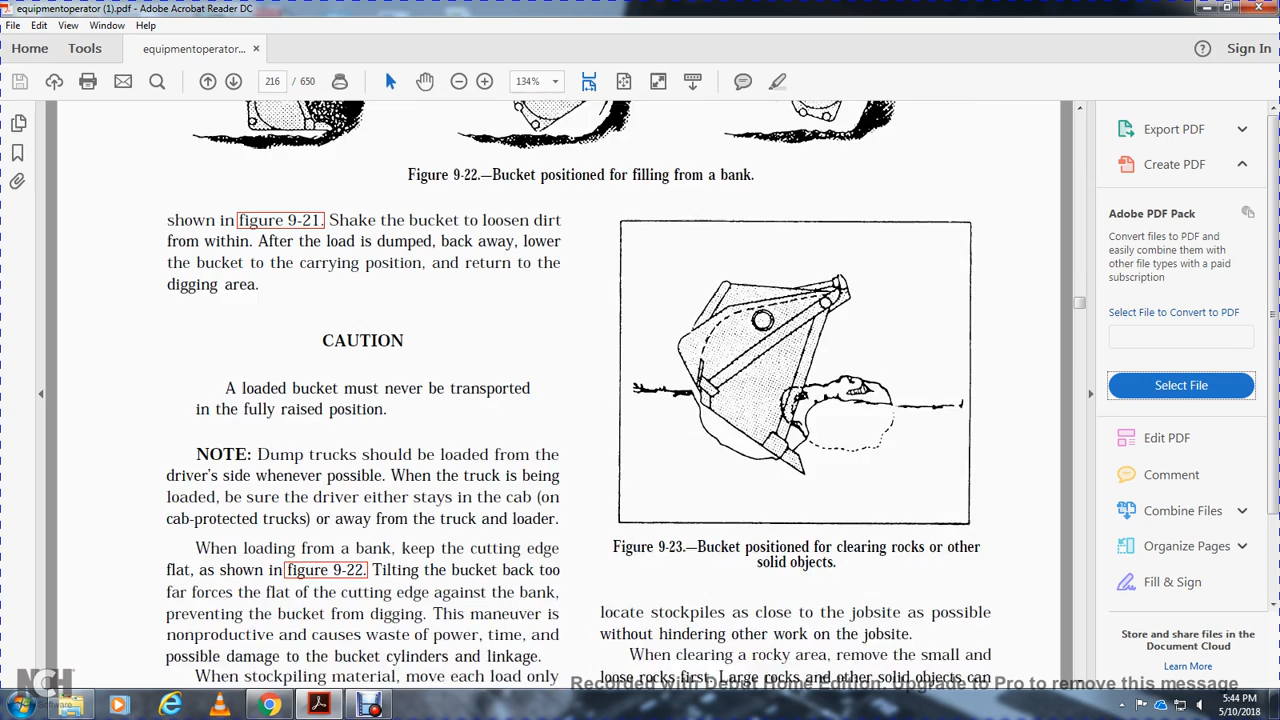 equipmentoperator (1).pdf - Adobe Acrobat Reader DC
File Edit View Window Help
Home Tools equipmentoperator... × Sign In
216 / 650 134%
Figure 9-22.—Bucket positioned for filling from a bank.
shown in figure 9-21. Shake the bucket to loosen dirt
from within. After the load is dumped, back away, lower
the bucket to the carrying position, and return to the
digging area.
CAUTION
A loaded bucket must never be transported
in the fully raised position.
NOTE: Dump trucks should be loaded from the
driver's side whenever possible. When the truck is being
loaded, be sure the driver either stays in the cab (on
cab-protected trucks) or away from the truck and loader.
When loading from a bank, keep the cutting edge
flat, as shown in figure 9-22. Tilting the bucket back too
far forces the flat of the cutting edge against the bank,
preventing the bucket from digging. This maneuver is
nonproductive and causes waste of power, time, and
possible damage to the bucket cylinders and linkage.
When stockpiling material, move each load only
Figure 9-23.—Bucket positioned for clearing rocks or other
solid objects.
locate stockpiles as close to the jobsite as possible
without hindering other work on the jobsite.
When clearing a rocky area, remove the small and
loose rocks first. Large rocks and other solid objects can
Export PDF
Create PDF
Adobe PDF Pack
Convert files to PDF and
easily combine them with
other file types with a paid
subscription
Select File to Convert to PDF
Select File
Edit PDF
Comment
Combine Files
Organize Pages
Fill & Sign
Store and share files in the
Document Cloud
Learn More
NCH
Software
Recorded with Debut Home Edition. Upgrade to Pro to remove this message
5:44 PM
5/10/2018